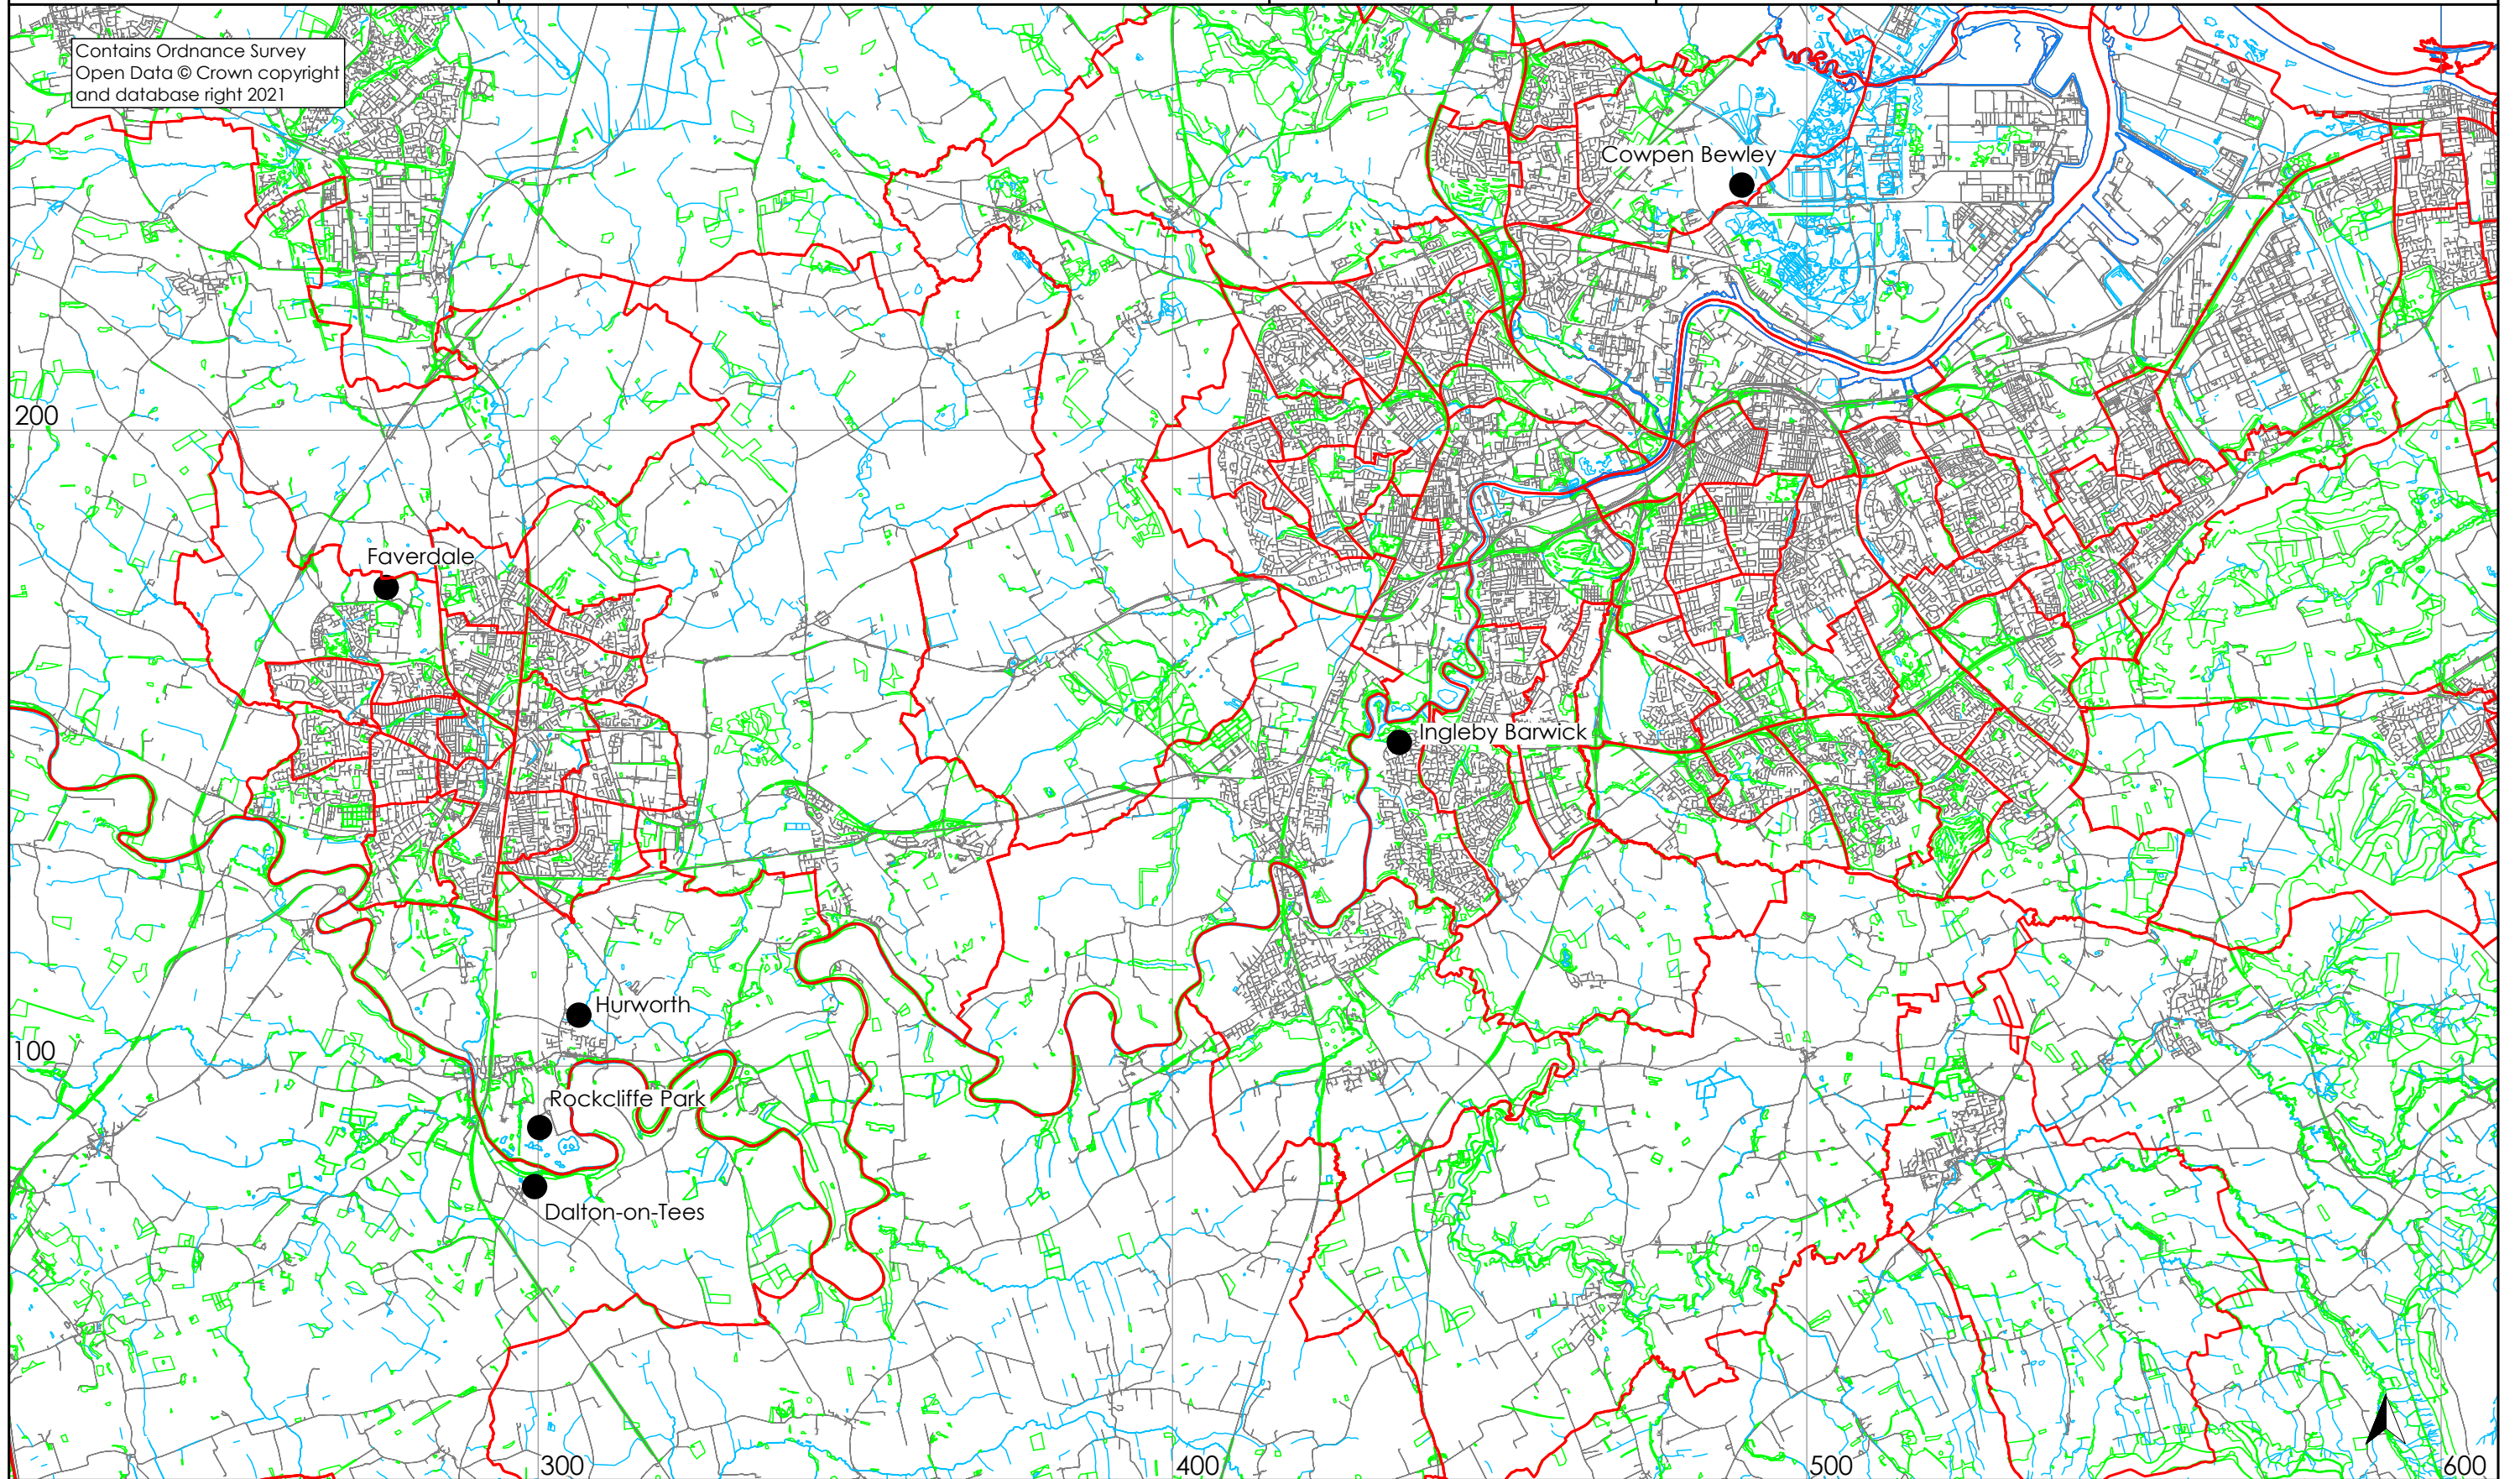 Contains Ordnance Survey
Open Data © Crown copyright
and database right 2021
Cowpen Bewley
200
Faverdale
Ingleby Barwick
Hurworth
100
Rockcliffe Park
Dalton-on-Tees
300
400
500
600